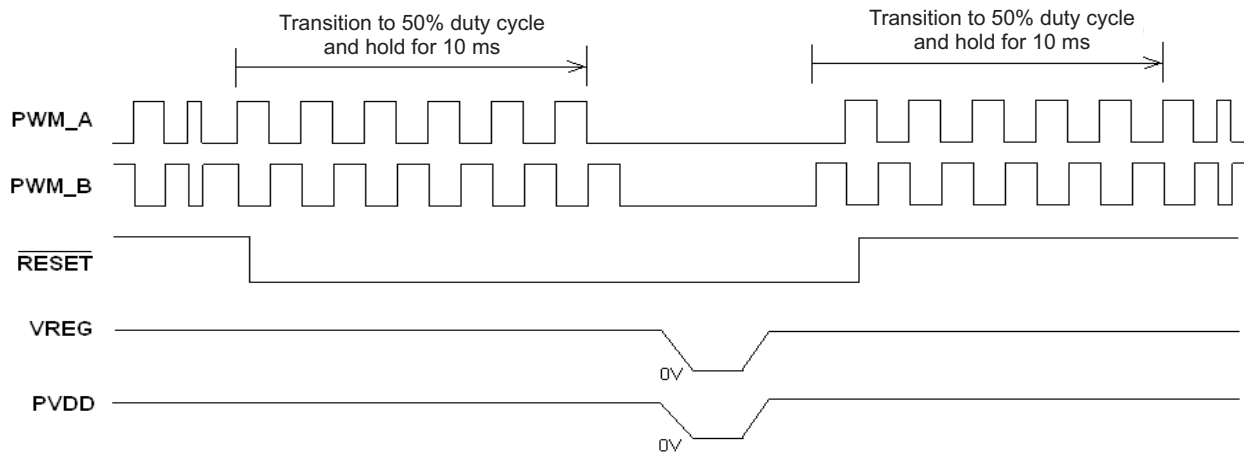 Transition to 50% duty cycle
and hold for 10 ms
Transition to 50% duty cycle
and hold for 10 ms
PWM_A
PWM_B
RESET
VREG
0V
PVDD
0V